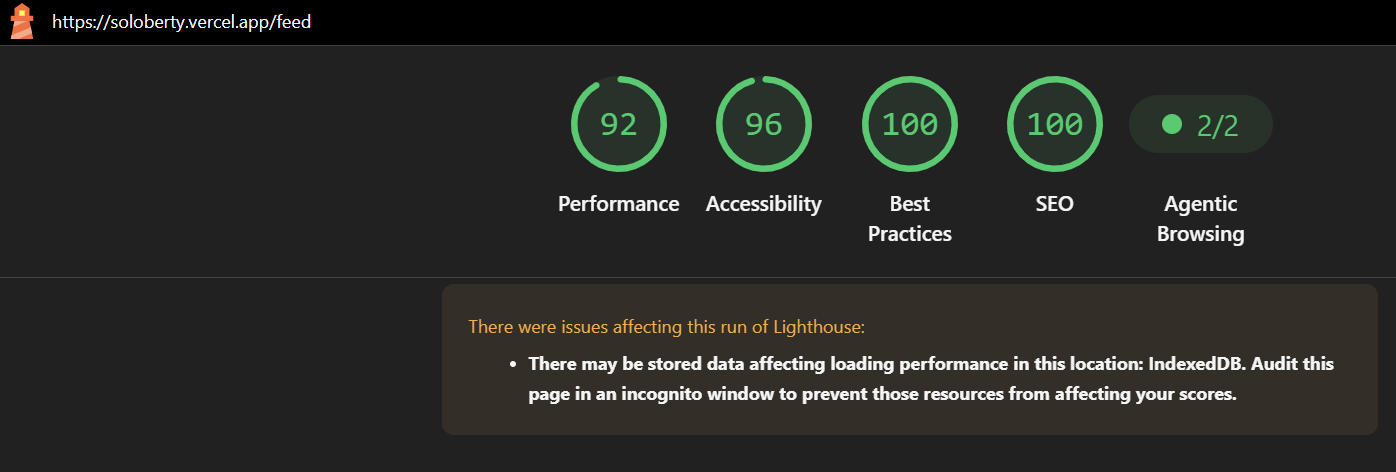 https://soloberty.vercel.app/feed
92
96
100
100
2/2
Performance
Accessibility
Best
Practices
SEO
Agentic
Browsing
There were issues affecting this run of Lighthouse:
• There may be stored data affecting loading performance in this location: IndexedDB. Audit this
page in an incognito window to prevent those resources from affecting your scores.